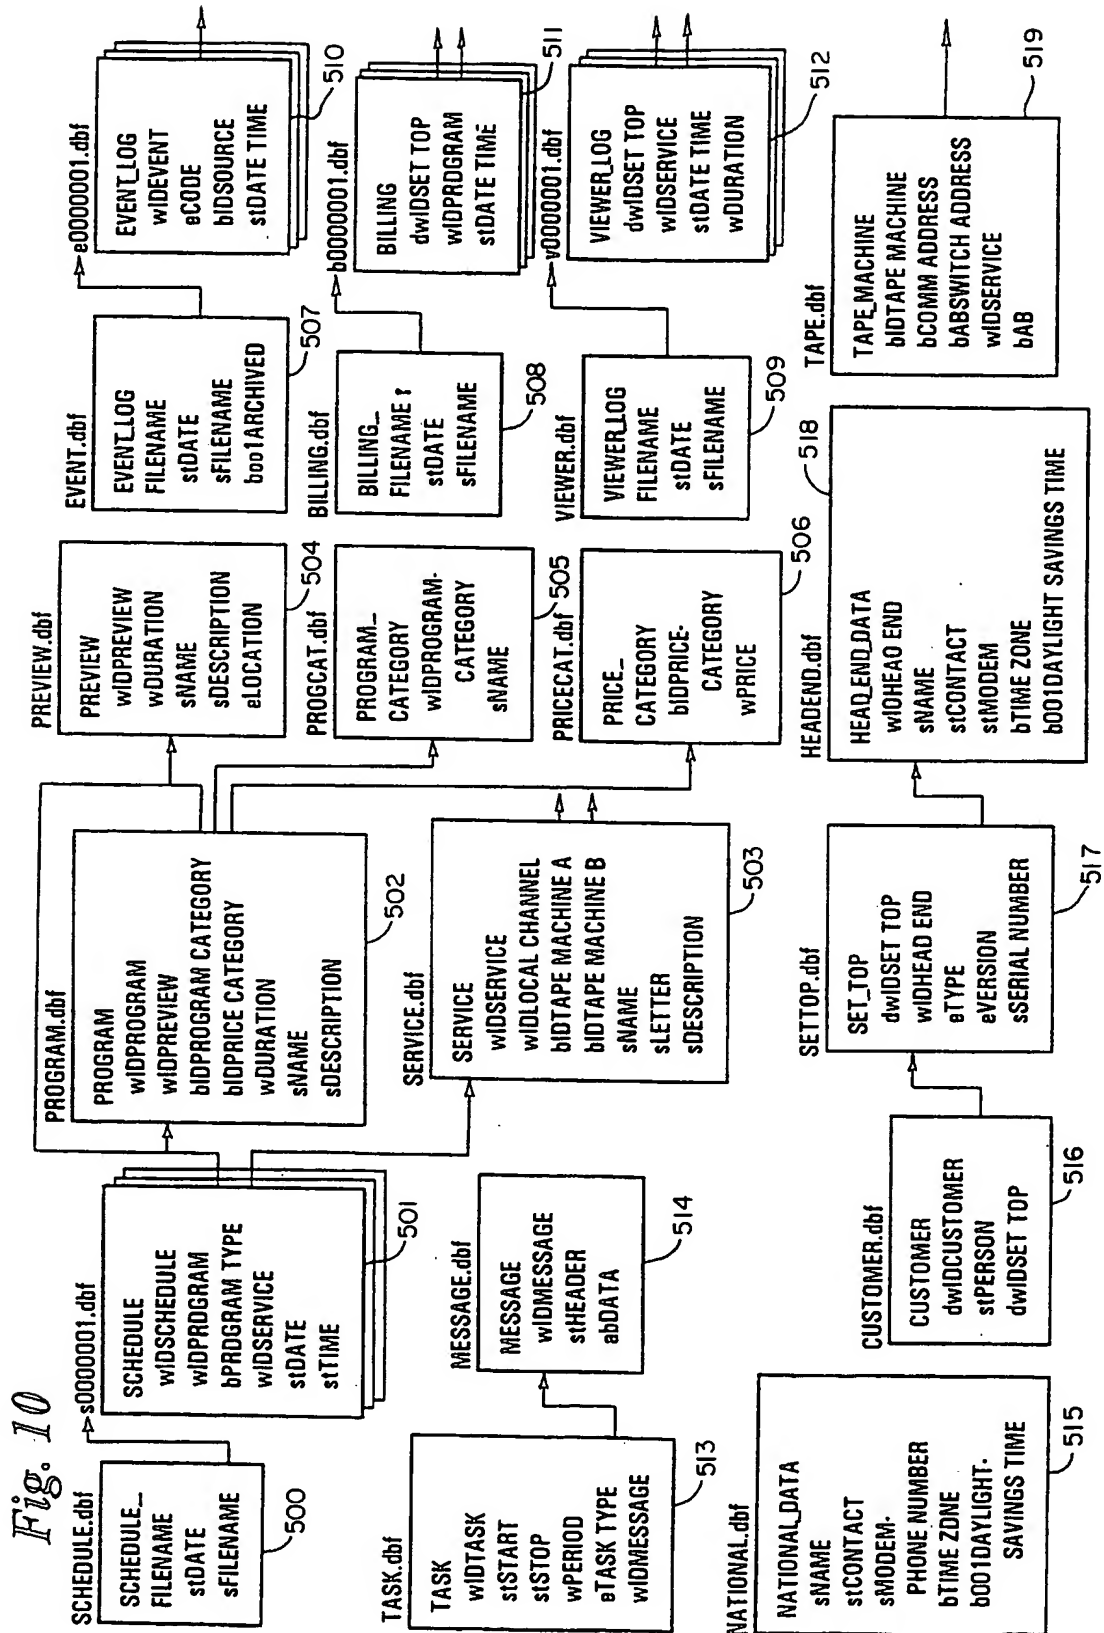 Fig. 10
SCHEDULE.dbf
SCHEDULE_
FILENAME
stDATE
sFILENAME
500
s0000001.dbf
SCHEDULE
wIDSCHEDULE
wIDPRDGRAM
bPRDGRAM TYPE
wIDSERVICE
stDATE
stTIME
501
PROGRAM.dbf
PROGRAM
wIDPROGRAM
wIDPREVIEW
bIDPROGRAM CATEGORY
bIDPRICE CATEGORY
wDURATION
sNAME
sDESCRIPTION
502
SERVICE.dbf
SERVICE
wIDSERVICE
wIDLOCAL CHANNEL
bIDTAPE MACHINE A
bIDTAPE MACHINE B
sNAME
sLETTER
sDESCRIPTION
503
PREVIEW.dbf
PREVIEW
wIDPREVIEW
wDURATION
sNAME
sDESCRIPTION
eLOCATION
504
PROGCAT.dbf
PROGRAM_
CATEGORY
wIDPROGRAM-
CATEGORY
sNAME
505
PRICECAT.dbf
PRICE_
CATEGORY
bIDPRICE-
CATEGORY
wPRICE
506
EVENT.dbf
EVENT_LOG
FILENAME
stDATE
sFILENAME
boo1ARCHIVED
507
BILLING.dbf
BILLING_
FILENAME
stDATE
sFILENAME
508
VIEWER.dbf
VIEWER_LOG
FILENAME
stDATE
sFILENAME
509
e0000001.dbf
EVENT_LOG
wIDEVENT
eCODE
bIDSOURCE
stDATE TIME
510
b0000001.dbf
BILLING
dwIDSET TOP
wIDPRDGRAM
stDATE TIME
511
v0000001.dbf
VIEWER_LOG
dwIDSET TOP
wIDSERVICE
stDATE TIME
wDURATION
512
TASK.dbf
TASK
wIDTASK
stSTART
stSTOP
wPERIOD
eTASK TYPE
wIDMESSAGE
513
MESSAGE.dbf
MESSAGE
wIDMESSAGE
stHEADER
abDATA
514
NATIONAL.dbf
NATIONAL_DATA
sNAME
stCONTACT
sMODEM-
PHONE NUMBER
bTIME ZONE
b001DAYLIGHT-
SAVINGS TIME
515
CUSTOMER.dbf
CUSTOMER
dwIDCUSTOMER
stPERSON
dwIDSET TOP
516
SETTOP.dbf
SET_TOP
dwIDSET TOP
wIDHEAD END
eTYPE
eVERSION
sSERIAL NUMBER
517
HEADEND.dbf
HEAD_END_DATA
wIOHEAO END
sNAME
stCONTACT
stMODEM
bTIME ZONE
b001DAYLIGHT SAVINGS TIME
518
TAPE.dbf
TAPE_MACHINE
bIDTAPE MACHINE
bCOMM ADDRESS
bABSWITCH ADDRESS
wIDSERVICE
bAB
519